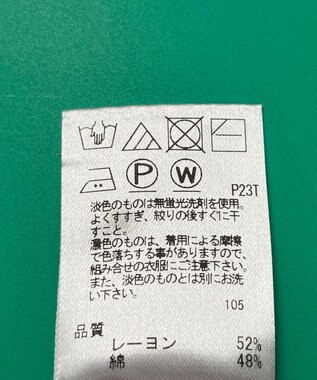 P W
P23T
淡色のものは無蛍光洗剤を使用。
よくすすぎ、絞りの後すぐに干
すこと。
濃色のものは、着用による摩擦
で色落ちする事がありますので、
組み合せの衣服にご注意下さい。
また、淡色のものとは別にお洗
い下さい。
105
品質
レーヨン 52%
綿 48%